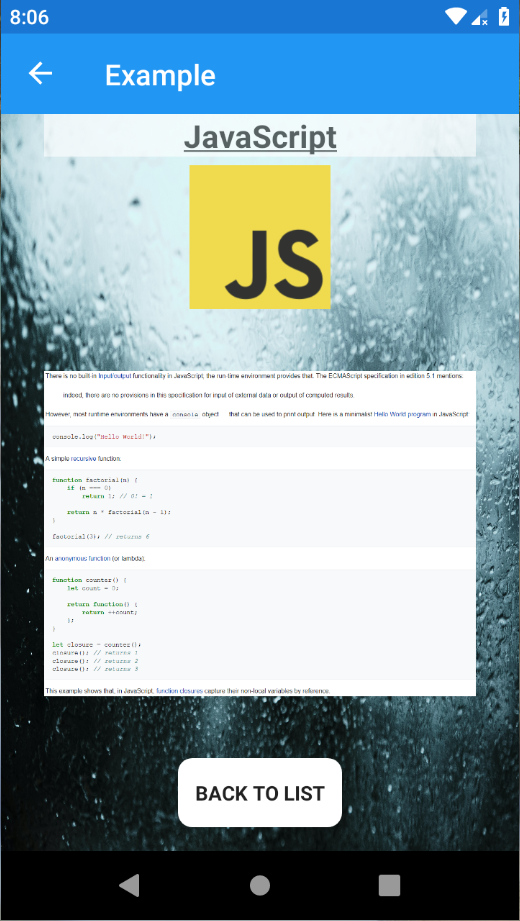 8:06
Example
JavaScript
JS
There is no built-in Input/output functionality in JavaScript, the run-time environment provides that. The ECMAScript specification in edition 5.1 mentions:
indeed, there are no provisions in this specification for input of external data or output of computed results.
However, most runtime environments have a console object that can be used to print output. Here is a minimalist Hello World program in JavaScript:
console.log("Hello World!");
A simple recursive function:
function factorial(n) {
if (n === 0)
return 1; // 0! = 1
return n * factorial(n - 1);
}
factorial(3); // returns 6
An anonymous function (or lambda):
function counter() {
let count = 0;
return function() {
return ++count;
};
}
let closure = counter();
closure(); // returns 1
closure(); // returns 2
closure(); // returns 3
This example shows that, in JavaScript, function closures capture their non-local variables by reference.
BACK TO LIST